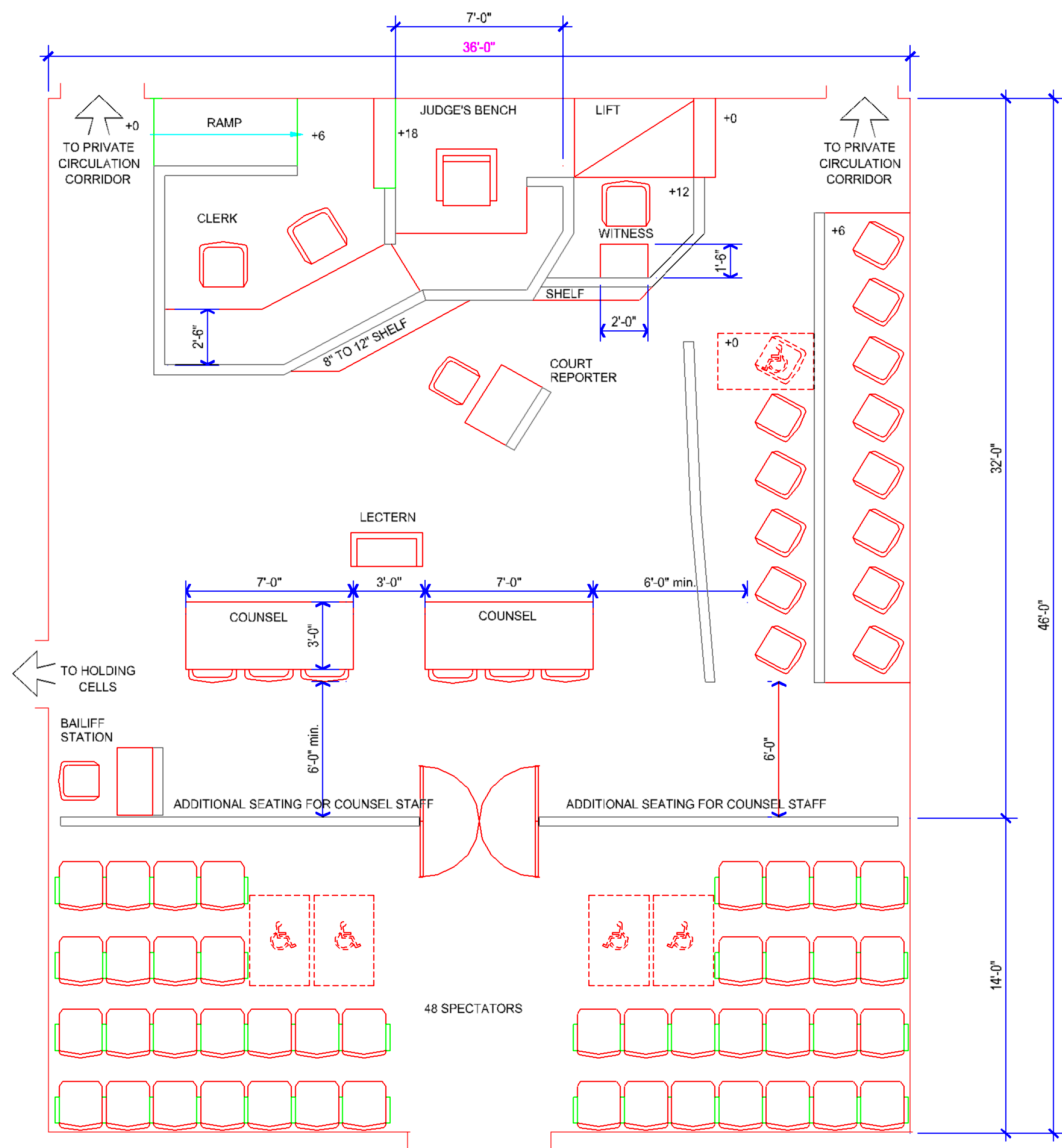 7'-0"
36'-0"
JUDGE'S BENCH
LIFT
RAMP
+0
+6
+18
+0
TO PRIVATE
CIRCULATION
CORRIDOR
TO PRIVATE
CIRCULATION
CORRIDOR
+12
CLERK
WITNESS
+6
1'-6"
SHELF
2'-0"
2'-6"
8" TO 12" SHELF
+0
COURT
REPORTER
32'-0"
LECTERN
7'-0"
3'-0"
7'-0"
6'-0" min.
COUNSEL
COUNSEL
3'-0"
46'-0"
TO HOLDING
CELLS
BAILIFF
STATION
6'-0" min.
6'-0"
ADDITIONAL SEATING FOR COUNSEL STAFF
ADDITIONAL SEATING FOR COUNSEL STAFF
14'-0"
48 SPECTATORS